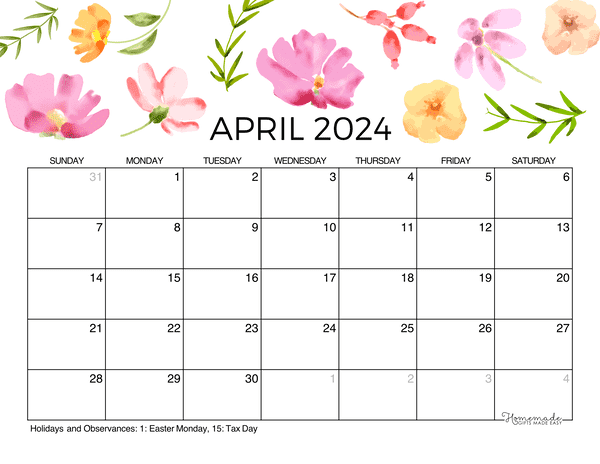 APRIL 2024
SUNDAY MONDAY TUESDAY WEDNESDAY THURSDAY FRIDAY SATURDAY
31 1 2 3 4 5 6
7 8 9 10 11 12 13
14 15 16 17 18 19 20
21 22 23 24 25 26 27
28 29 30 1 2 3 4
Homemade
GIFTS MADE EASY
Holidays and Observances: 1: Easter Monday, 15: Tax Day